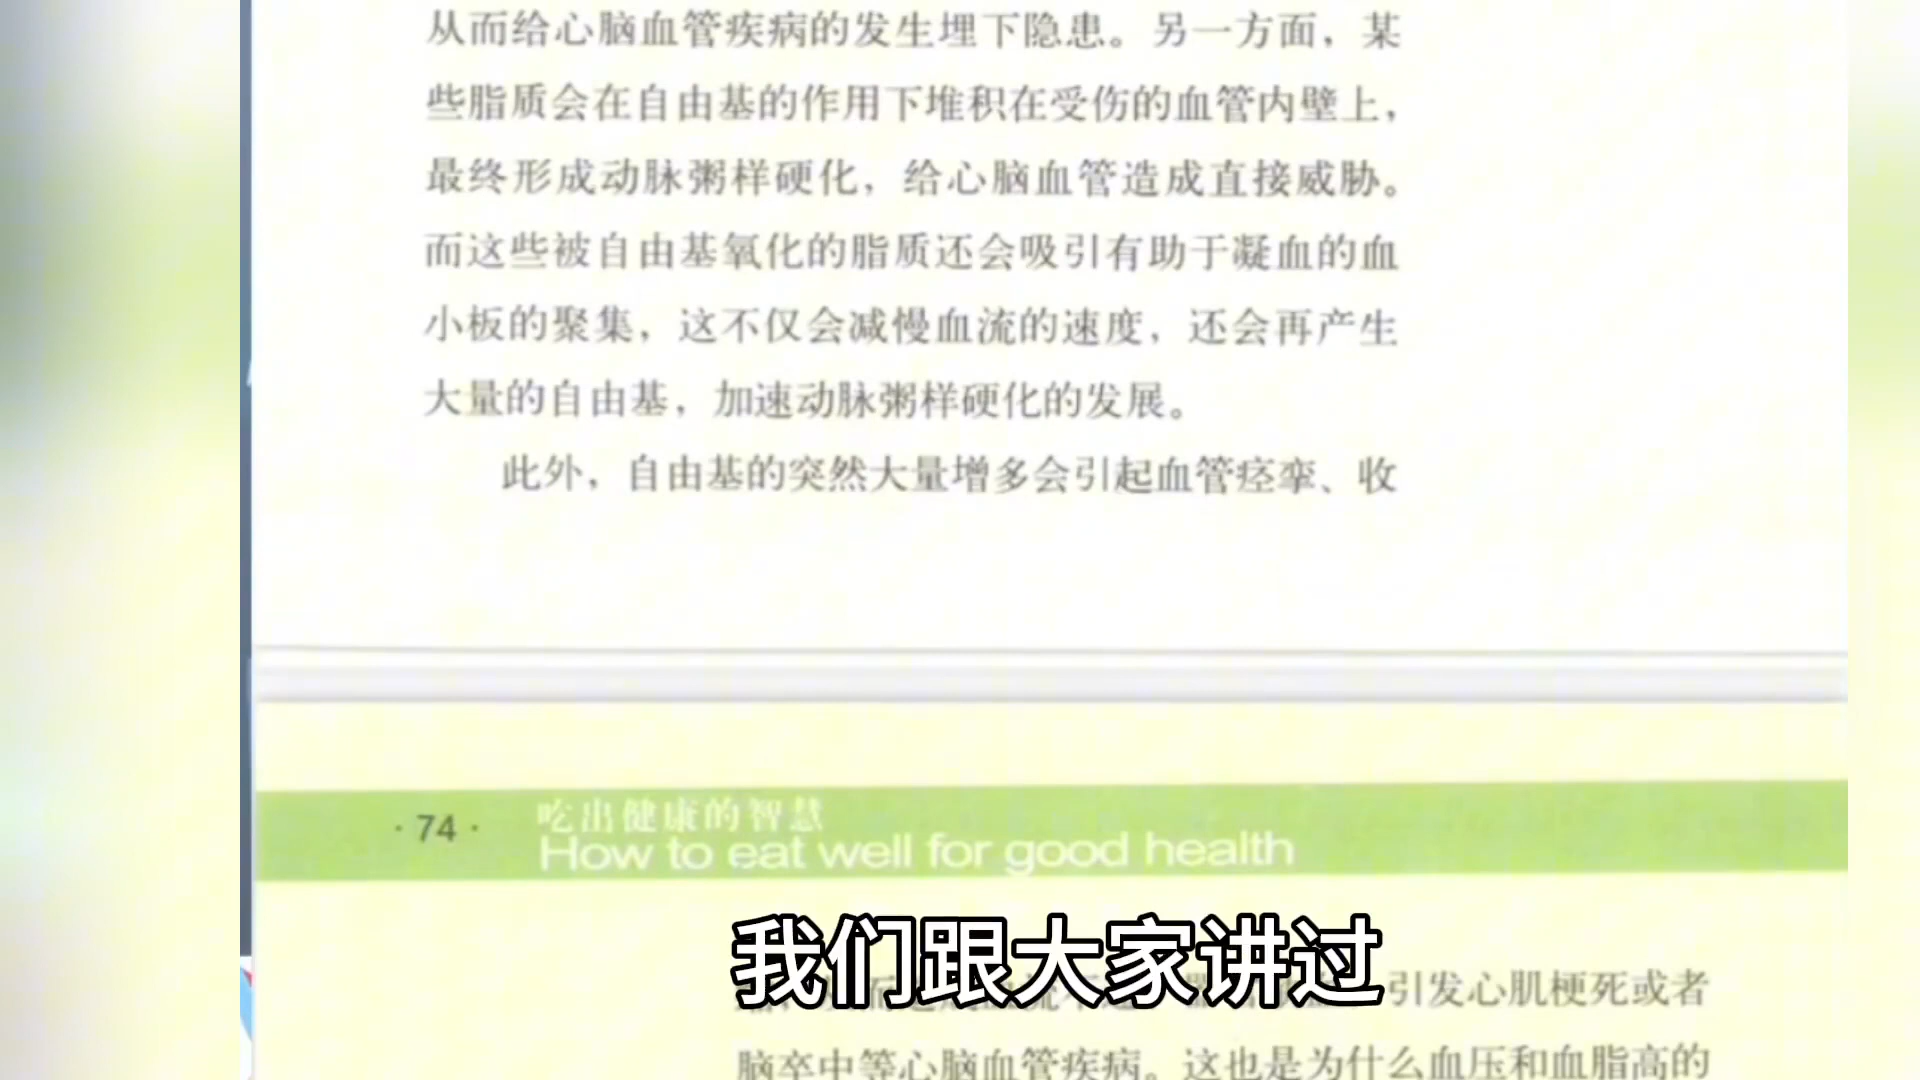 从而给心脑血管疾病的发生埋下隐患。另一方面，某
些脂质会在自由基的作用下堆积在受伤的血管内壁上，
最终形成动脉粥样硬化，给心脑血管造成直接威胁。
而这些被自由基氧化的脂质还会吸引有助于凝血的血
小板的聚集，这不仅会减慢血流的速度，还会再产生
大量的自由基，加速动脉粥样硬化的发展。
此外，自由基的突然大量增多会引起血管痉挛、收
·74·
吃出健康的智慧
How to eat well for good health
我们跟大家讲过
引发心肌梗死或者
脑卒中等心脑血管疾病。这也是为什么血压和血脂高的